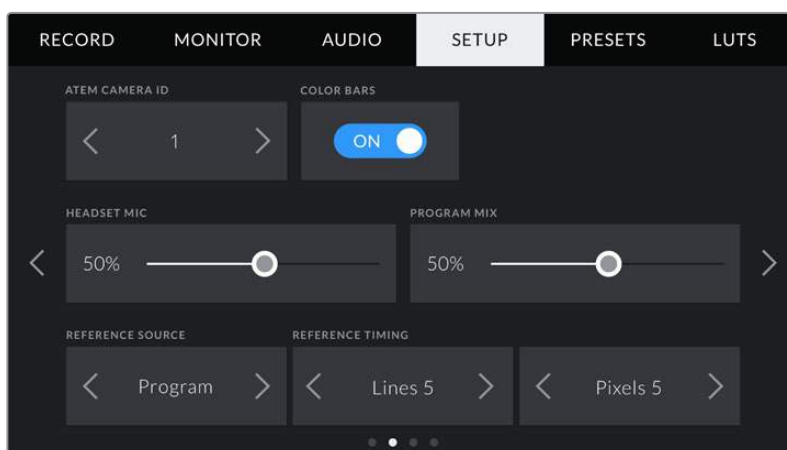 RECORD MONITOR AUDIO SETUP PRESETS LUTS
ATEM CAMERA ID COLOR BARS
1 ON
HEADSET MIC PROGRAM MIX
50% 50%
REFERENCE SOURCE REFERENCE TIMING
Program Lines 5 Pixels 5